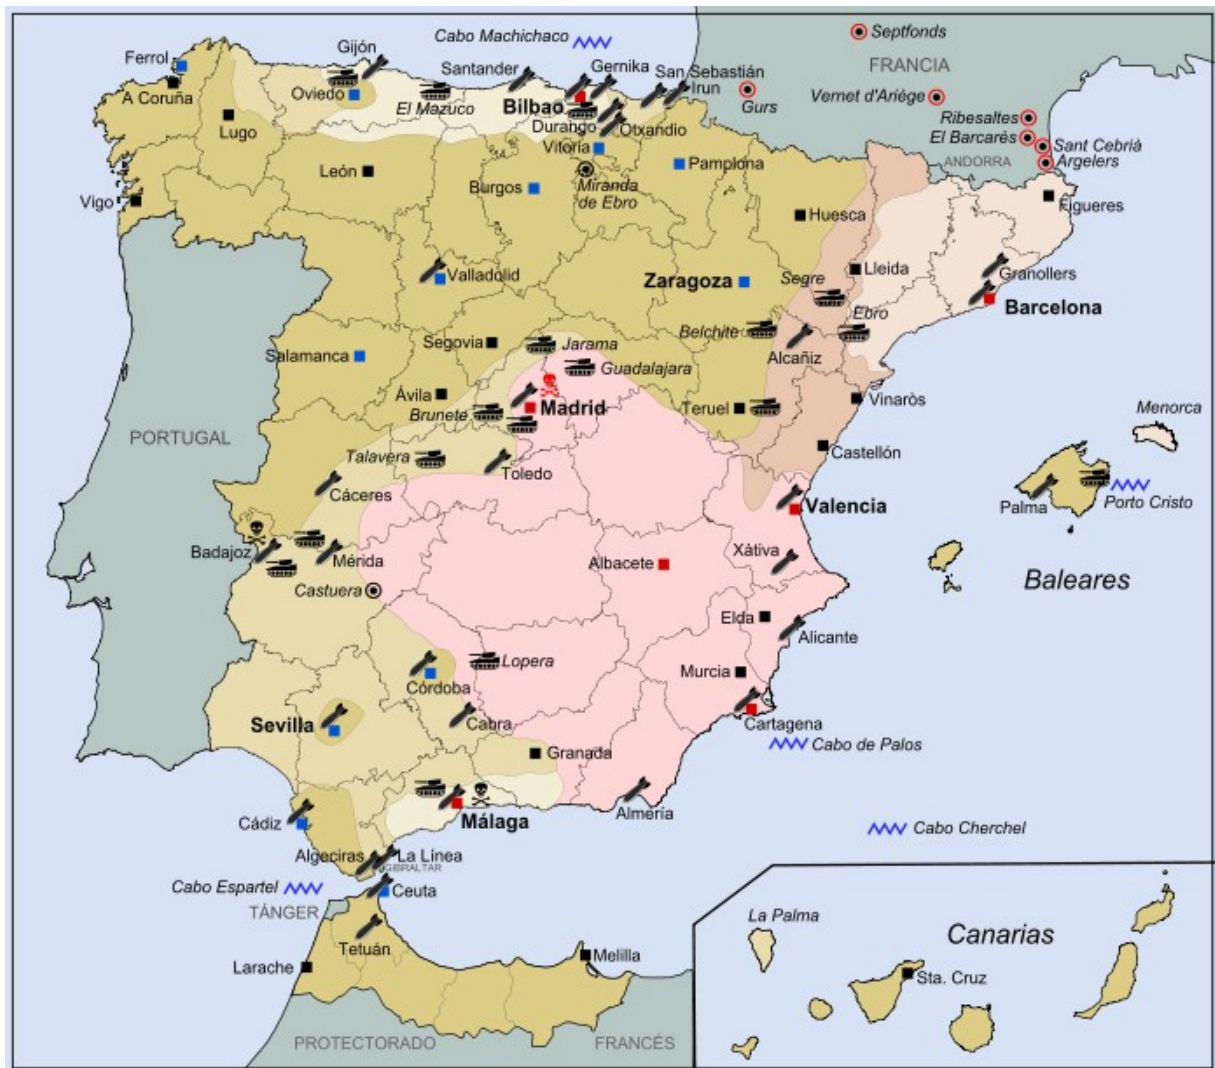 Cabo Machichaco
Septfonds
Gijón
Ferrol
FRANCIA
Santander
Gernika
San Sebastián
Irun
A Coruña
Oviedo
El Mazuco
Bilbao
Gurs
Vernet d'Ariége
Lugo
Durango
Otxandio
Ribesaltes
El Barcarès
Sant Cebrià
Vitoria
ANDORRA
Argelers
León
Pamplona
Burgos
Miranda
de Ebro
Vigo
Figueres
Huesca
Valladolid
Zaragoza
Segre
Lleida
Granollers
Barcelona
Ebro
Belchite
Alcañiz
Segovia
Jarama
Salamanca
Guadalajara
Ávila
Brunete
Madrid
Teruel
Vinaròs
Menorca
PORTUGAL
Talavera
Toledo
Castellón
Cáceres
Valencia
Palma
Porto Cristo
Badajoz
Mérida
Xàtiva
Albacete
Baleares
Castuera
Elda
Alicante
Lopera
Murcia
Córdoba
Sevilla
Cabra
Cartagena
Granada
Cabo de Palos
Cádiz
Málaga
Almería
Cabo Cherchel
Algeciras
La Línea
GIBRALTAR
Cabo Espartel
Ceuta
TÁNGER
La Palma
Canarias
Tetuán
Larache
Melilla
Sta. Cruz
PROTECTORADO
FRANCÉS